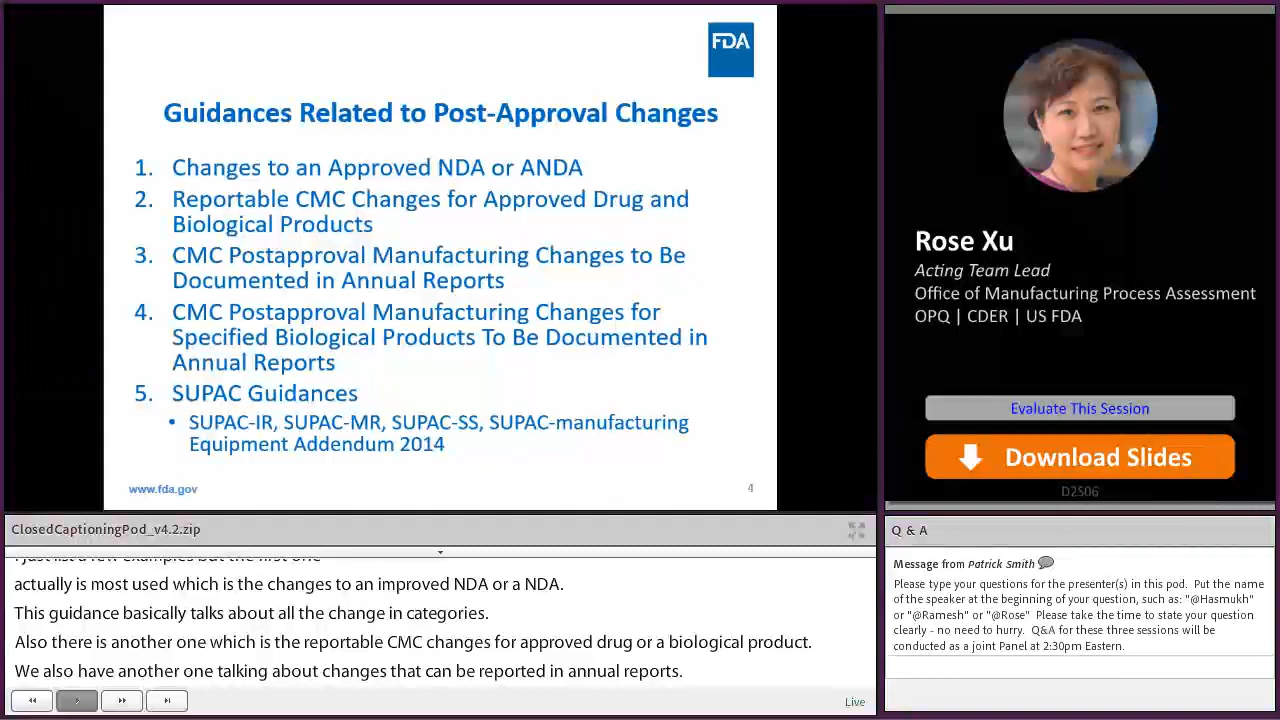 FDA
Guidances Related to Post-Approval Changes
1. Changes to an Approved NDA or ANDA
2. Reportable CMC Changes for Approved Drug and
Biological Products
3. CMC Postapproval Manufacturing Changes to Be
Documented in Annual Reports
4. CMC Postapproval Manufacturing Changes for
Specified Biological Products To Be Documented in
Annual Reports
5. SUPAC Guidances
• SUPAC-IR, SUPAC-MR, SUPAC-SS, SUPAC-manufacturing
Equipment Addendum 2014
www.fda.gov
4
Rose Xu
Acting Team Lead
Office of Manufacturing Process Assessment
OPQ | CDER | US FDA
Evaluate This Session
Download Slides
D2S06
ClosedCaptioningPod_v4.2.zip
I just list a few examples but the first one
actually is most used which is the changes to an improved NDA or a NDA.
This guidance basically talks about all the change in categories.
Also there is another one which is the reportable CMC changes for approved drug or a biological product.
We also have another one talking about changes that can be reported in annual reports.
Live
Q & A
Message from Patrick Smith
Please type your questions for the presenter(s) in this pod. Put the name
of the speaker at the beginning of your question, such as: "@Hasmukh"
or "@Ramesh" or "@Rose" Please take the time to state your question
clearly - no need to hurry. Q&A for these three sessions will be
conducted as a joint Panel at 2:30pm Eastern.